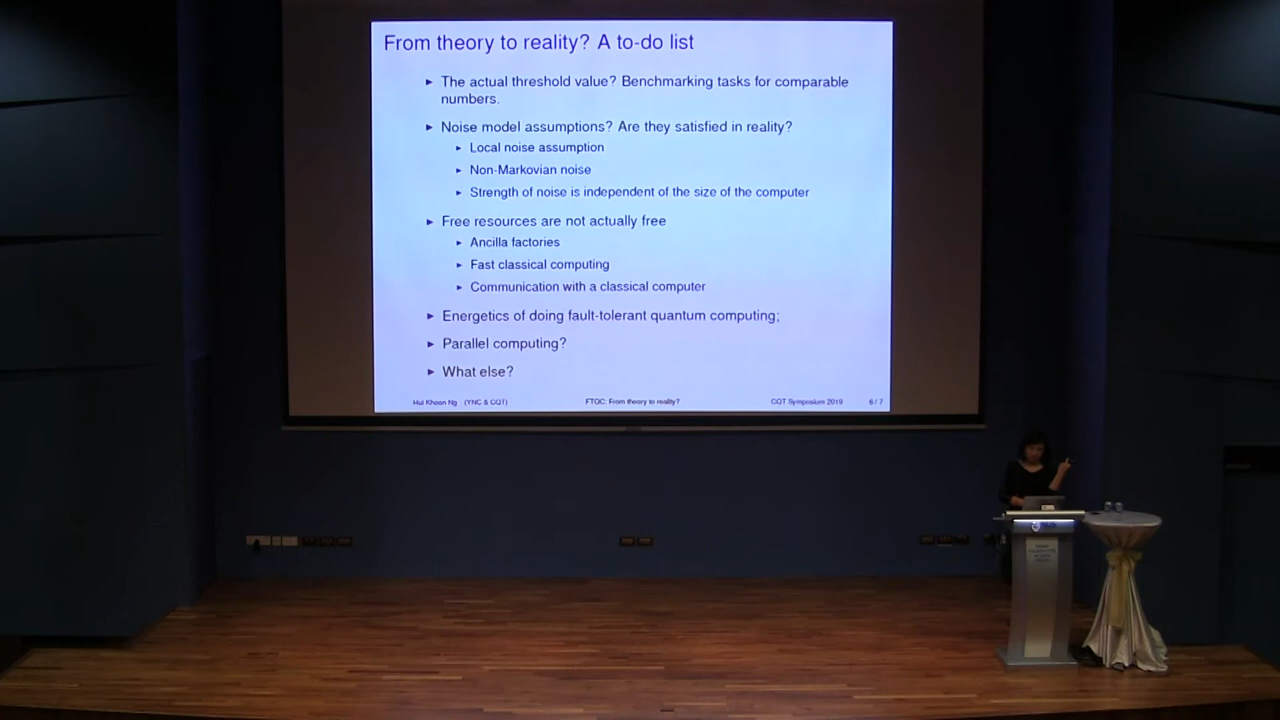 From theory to reality? A to-do list
► The actual threshold value? Benchmarking tasks for comparable
numbers.
► Noise model assumptions? Are they satisfied in reality?
► Local noise assumption
► Non-Markovian noise
► Strength of noise is independent of the size of the computer
► Free resources are not actually free
► Ancilla factories
► Fast classical computing
► Communication with a classical computer
► Energetics of doing fault-tolerant quantum computing;
► Parallel computing?
► What else?
Hui Khoon Ng (YNC & CQT) FTQC: From theory to reality? CQT Symposium 2019 6 / 7
NUS